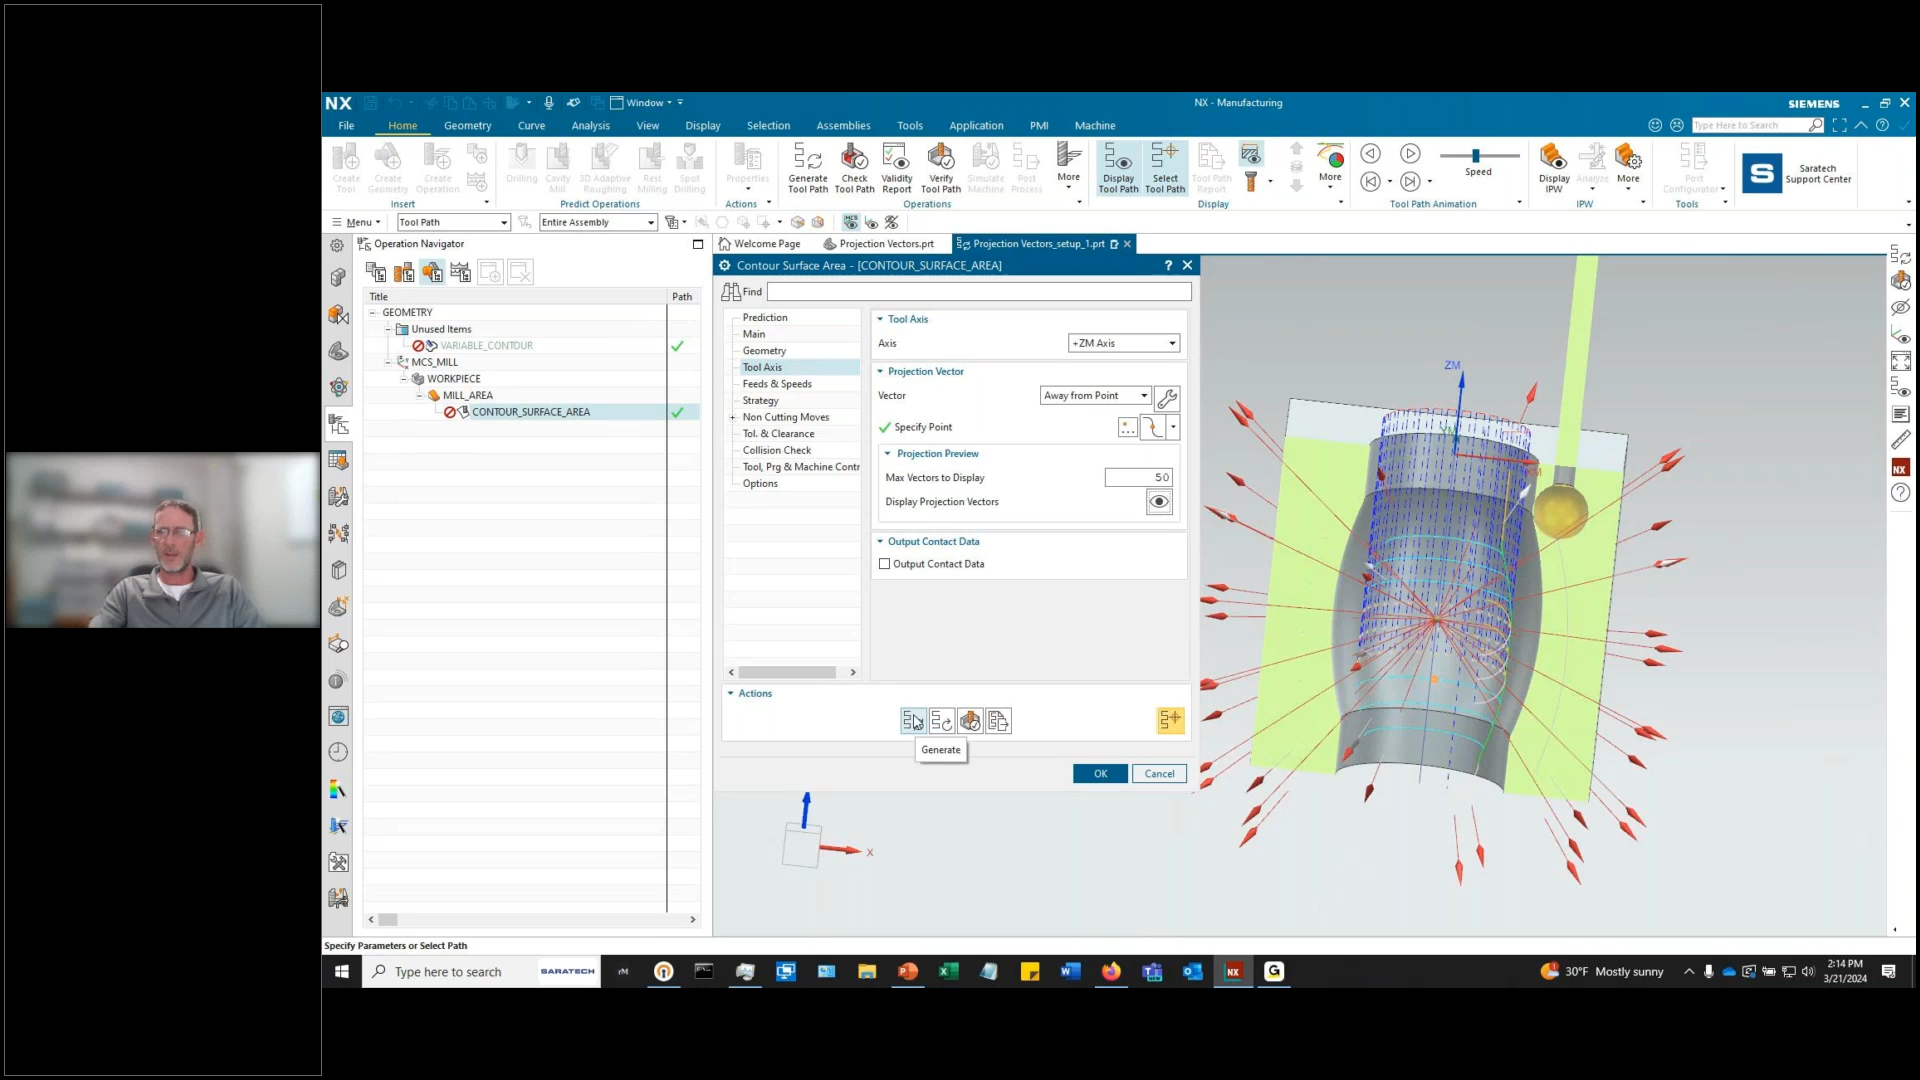 NX
Window
NX - Manufacturing
SIEMENS
File Home Geometry Curve Analysis View Display Selection Assemblies Tools Application PMI Machine
Type Here to Search
Create Tool
Create Geometry
Create Operation
Insert
Drilling
Cavity Mill
3D Adaptive Roughing
Rest Milling
Spot Drilling
Predict Operations
Properties
Actions
Generate Tool Path
Check Tool Path
Validity Report
Verify Tool Path
Simulate Machine
Post Process
More
Operations
Display Tool Path
Select Tool Path
Tool Path Report
More
Display
Speed
Tool Path Animation
Display IPW
Analyze
More
IPW
Port Configurator
Tools
S
Saratech Support Center
Menu
Tool Path
Entire Assembly
MCS
Operation Navigator
Title
Path
GEOMETRY
Unused Items
VARIABLE_CONTOUR
MCS_MILL
WORKPIECE
MILL_AREA
CONTOUR_SURFACE_AREA
Welcome Page
Projection Vectors.prt
Projection Vectors_setup_1.prt
Contour Surface Area - [CONTOUR_SURFACE_AREA]
Find
Prediction
Main
Geometry
Tool Axis
Feeds & Speeds
Strategy
Non Cutting Moves
Tol. & Clearance
Collision Check
Tool, Prg & Machine Contr
Options
Tool Axis
Axis
+ZM Axis
Projection Vector
Vector
Away from Point
Specify Point
Projection Preview
Max Vectors to Display
50
Display Projection Vectors
Output Contact Data
Output Contact Data
Actions
Generate
OK
Cancel
ZM
YM
X
NX
Specify Parameters or Select Path
Type here to search
SARATECH
rM
NX
G
30°F Mostly sunny
2:14 PM
3/21/2024